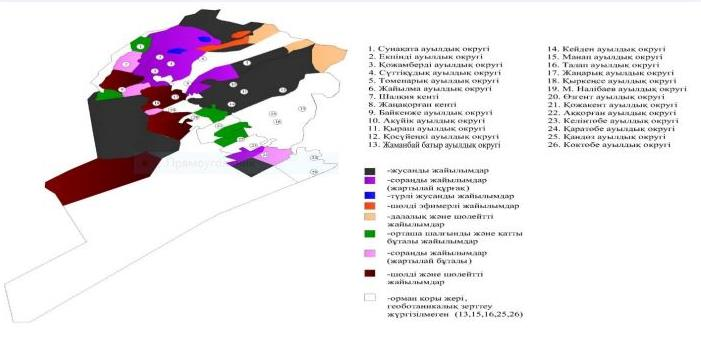 1. Сунаката ауылдық округі
2. Екпінді ауылдық округі
3. Қожамберді ауылдық округі
4. Сүттіқұдық ауылдық округі
5. Төменарық ауылдық округі
6. Жайылма ауылдық округі
7. Шалқия кенті
8. Жаңақорған кенті
9. Байкенже ауылдық округі
10. Ақүйік ауылдық округі
11. Қыраш ауылдық округі
12. Қосүйеңкі ауылдық округі
13. Жаманбай батыр ауылдық округі
14. Кейден ауылдық округі
15. Манап ауылдық округі
16. Талап ауылдық округі
17. Жаңарық ауылдық округі
18. Қыркеңсе ауылдық округі
19. М. Нәлібаев ауылдық округі
20. Өзгент ауылдық округі
21. Қожакент ауылдық округі
22. Аққорған ауылдық округі
23. Келінтөбе ауылдық округі
24. Қаратөбе ауылдық округі
25. Қандөз ауылдық округі
26. Көктөбе ауылдық округі
-жусанды жайылымдар
-сораңды жайылымдар
(жартылай құрғақ)
-түрлі жусанды жайылымдар
-шөлді эфимерлі жайылымдар
-далалық және шөлейтті
жайылымдар
-орташа шалғынды және қатты
бұталы жайылымдар
-сораңды жайылымдар
(жартылай бұталы)
-шөлді және шөлейтті
жайылымдар
-орман қоры жері,
геоботаникалық зерттеу
жүргізілмеген (13,15,16,25,26)